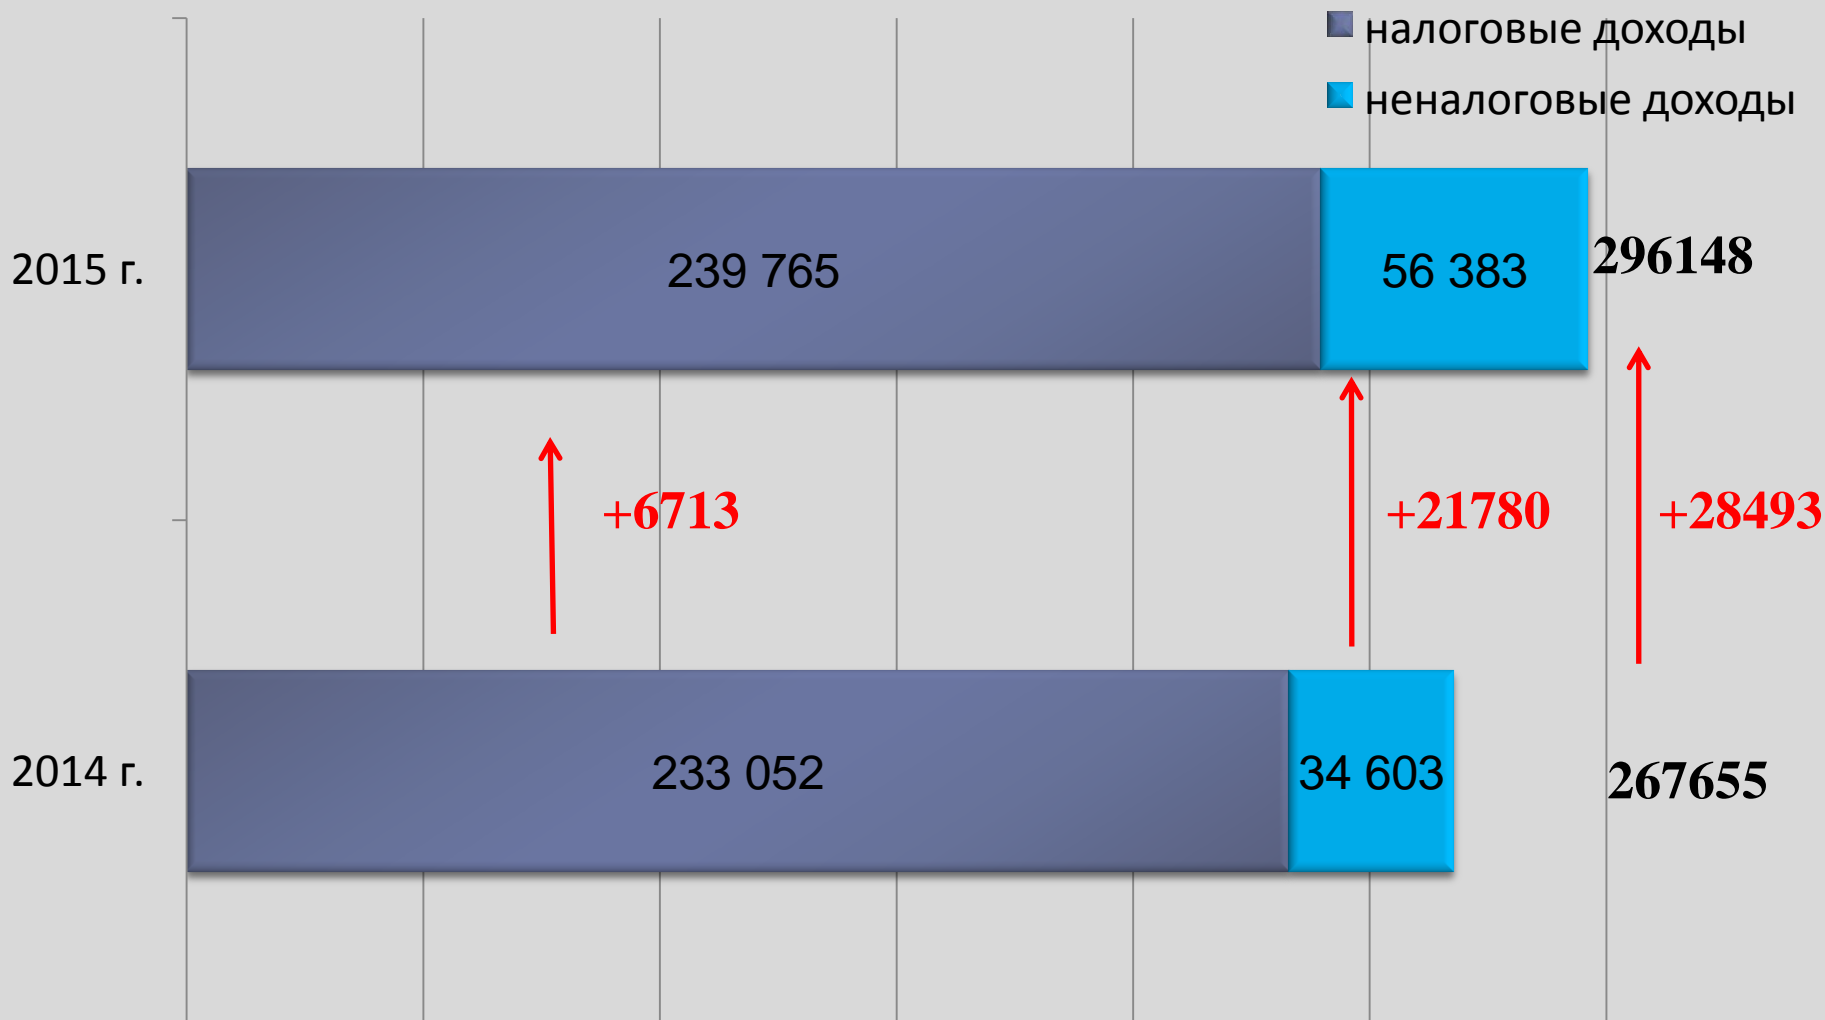 налоговые доходы
неналоговые доходы
2015 г.
239 765
56 383
296148
+6713
+21780
+28493
2014 г.
233 052
34 603
267655